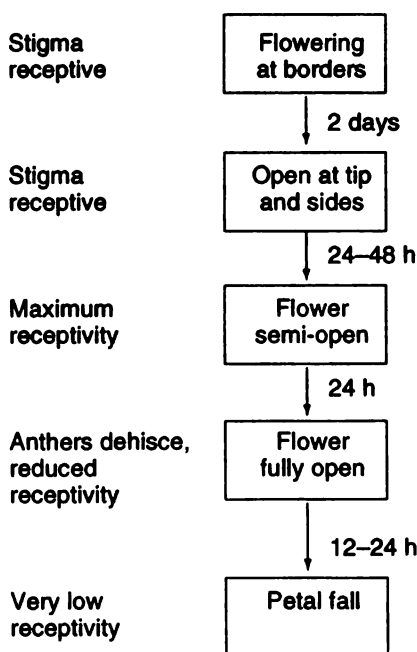 Stigma
receptive
Flowering
at borders
2 days
Stigma
receptive
Open at tip
and sides
24–48 h
Maximum
receptivity
Flower
semi-open
24 h
Anthers dehisce,
reduced
receptivity
Flower
fully open
12–24 h
Very low
receptivity
Petal fall